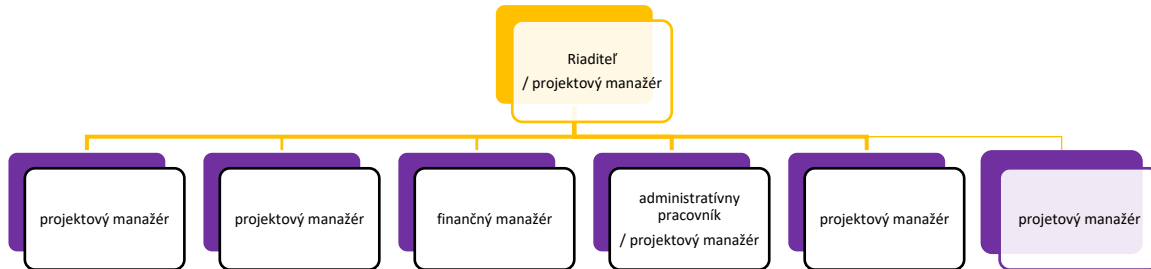 Riaditeľ
/ projektový manažér
projektový manažér
projektový manažér
finančný manažér
administratívny
pracovník
/ projektový manažér
projektový manažér
projetový manažér